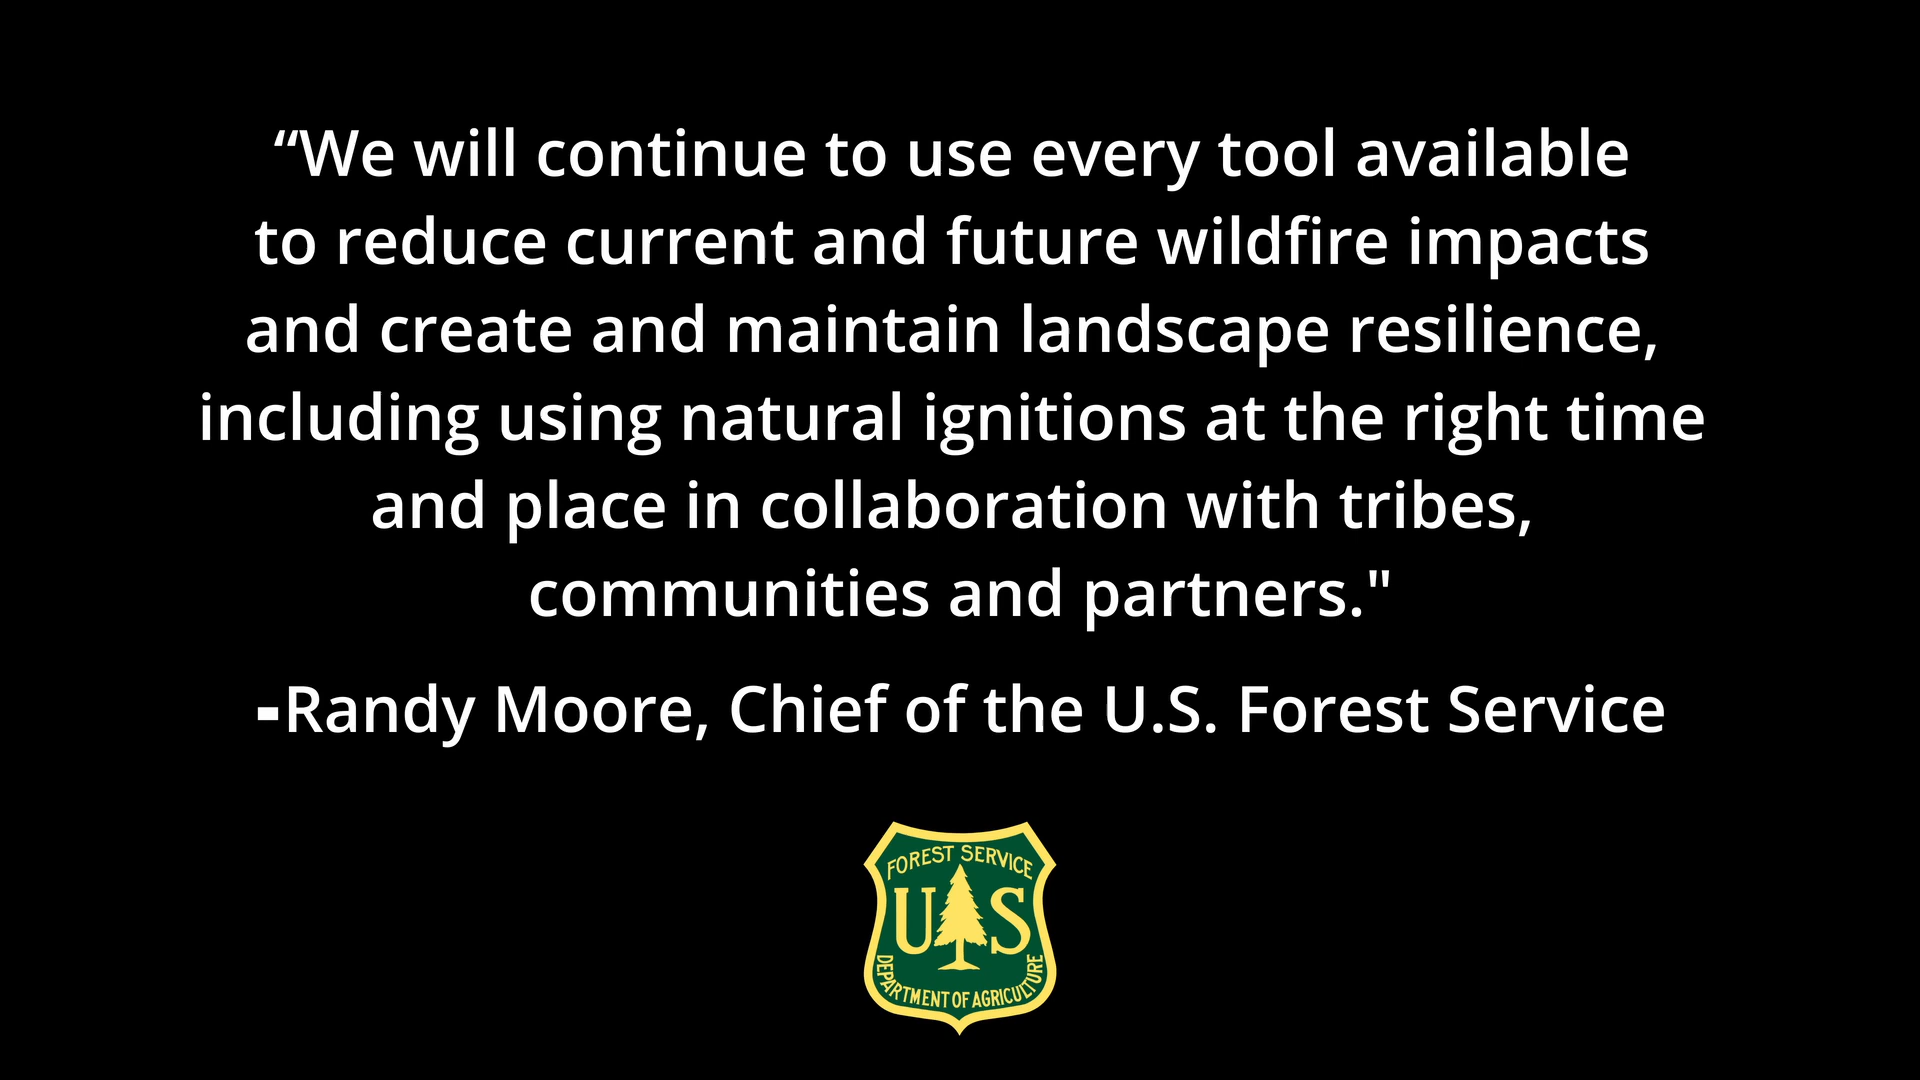 “We will continue to use every tool available
to reduce current and future wildfire impacts
and create and maintain landscape resilience,
including using natural ignitions at the right time
and place in collaboration with tribes,
communities and partners."
-Randy Moore, Chief of the U.S. Forest Service
FOREST SERVICE
U S
DEPARTMENT OF AGRICULTURE